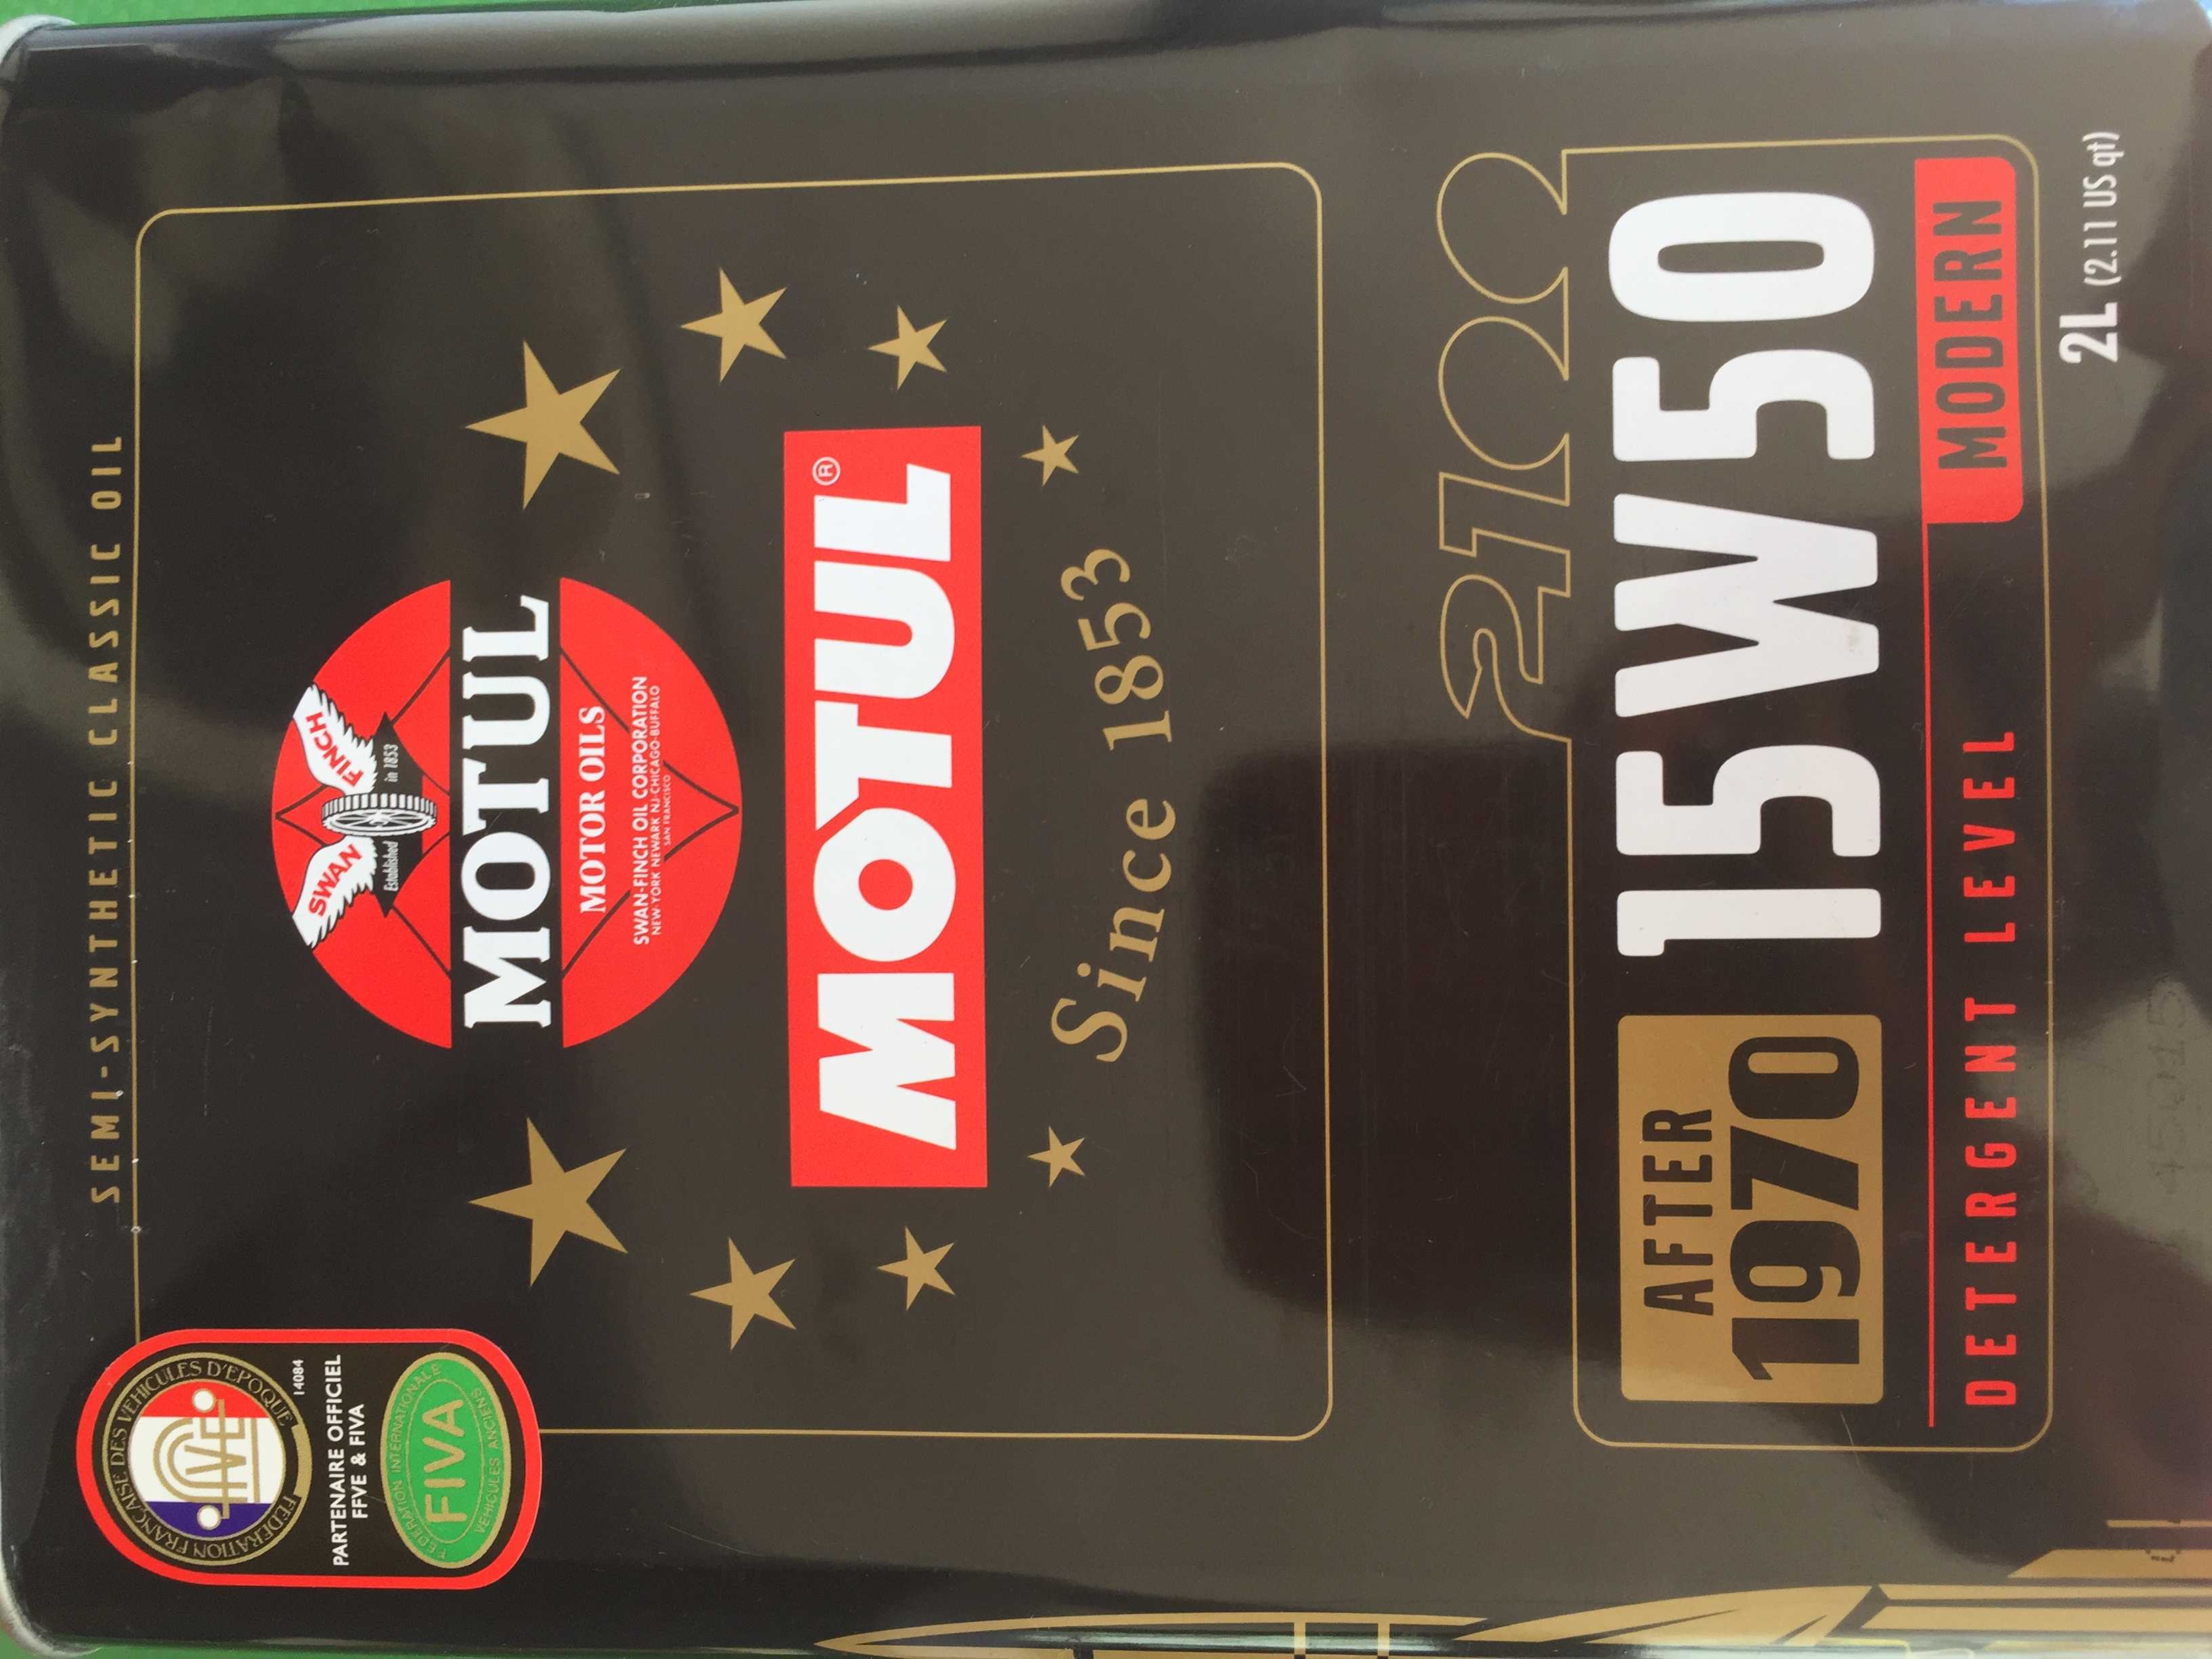 SEMI-SYNTHETIC CLASSIC OIL
FEDERATION FRANÇAISE DES VEHICULES D'EPOQUE
FFVE
14084
PARTENAIRE OFFICIEL
FFVE & FIVA
FEDERATION INTERNATIONALE
FIVA
VEHICULES ANCIENS
SWAN FINCH
Established in 1853
MOTUL
MOTOR OILS
SWAN-FINCH OIL CORPORATION
NEW-YORK NEWARK NJ-CHICAGO-BUFFALO
SAN FRANCISCO
MOTUL®
Since 1853
2100
AFTER
1970
15W50
DETERGENT LEVEL
MODERN
2L (2.11 US qt)